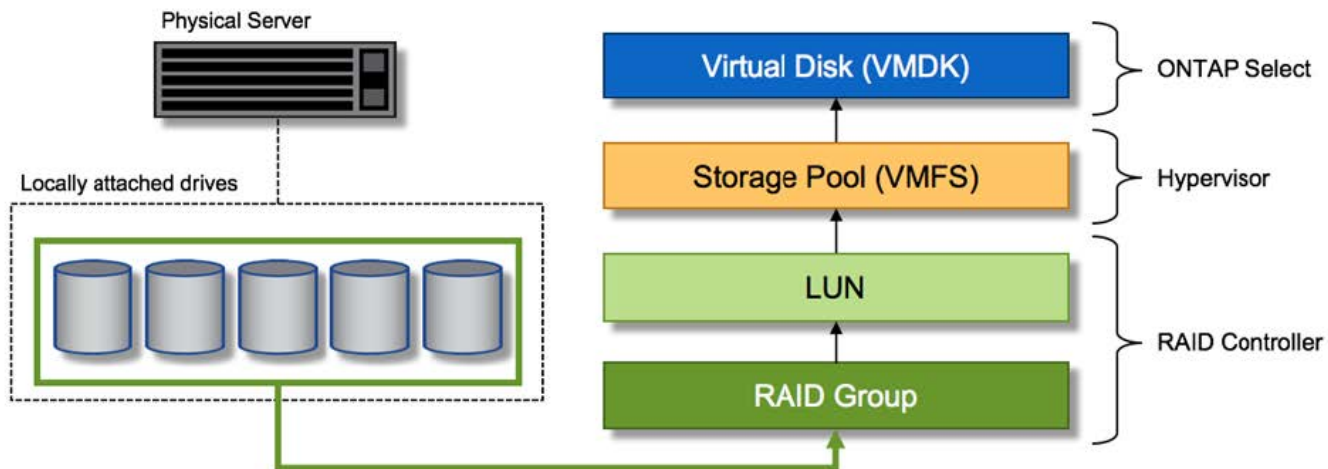 Physical Server
Locally attached drives
Virtual Disk (VMDK)
ONTAP Select
Storage Pool (VMFS)
Hypervisor
LUN
RAID Controller
RAID Group